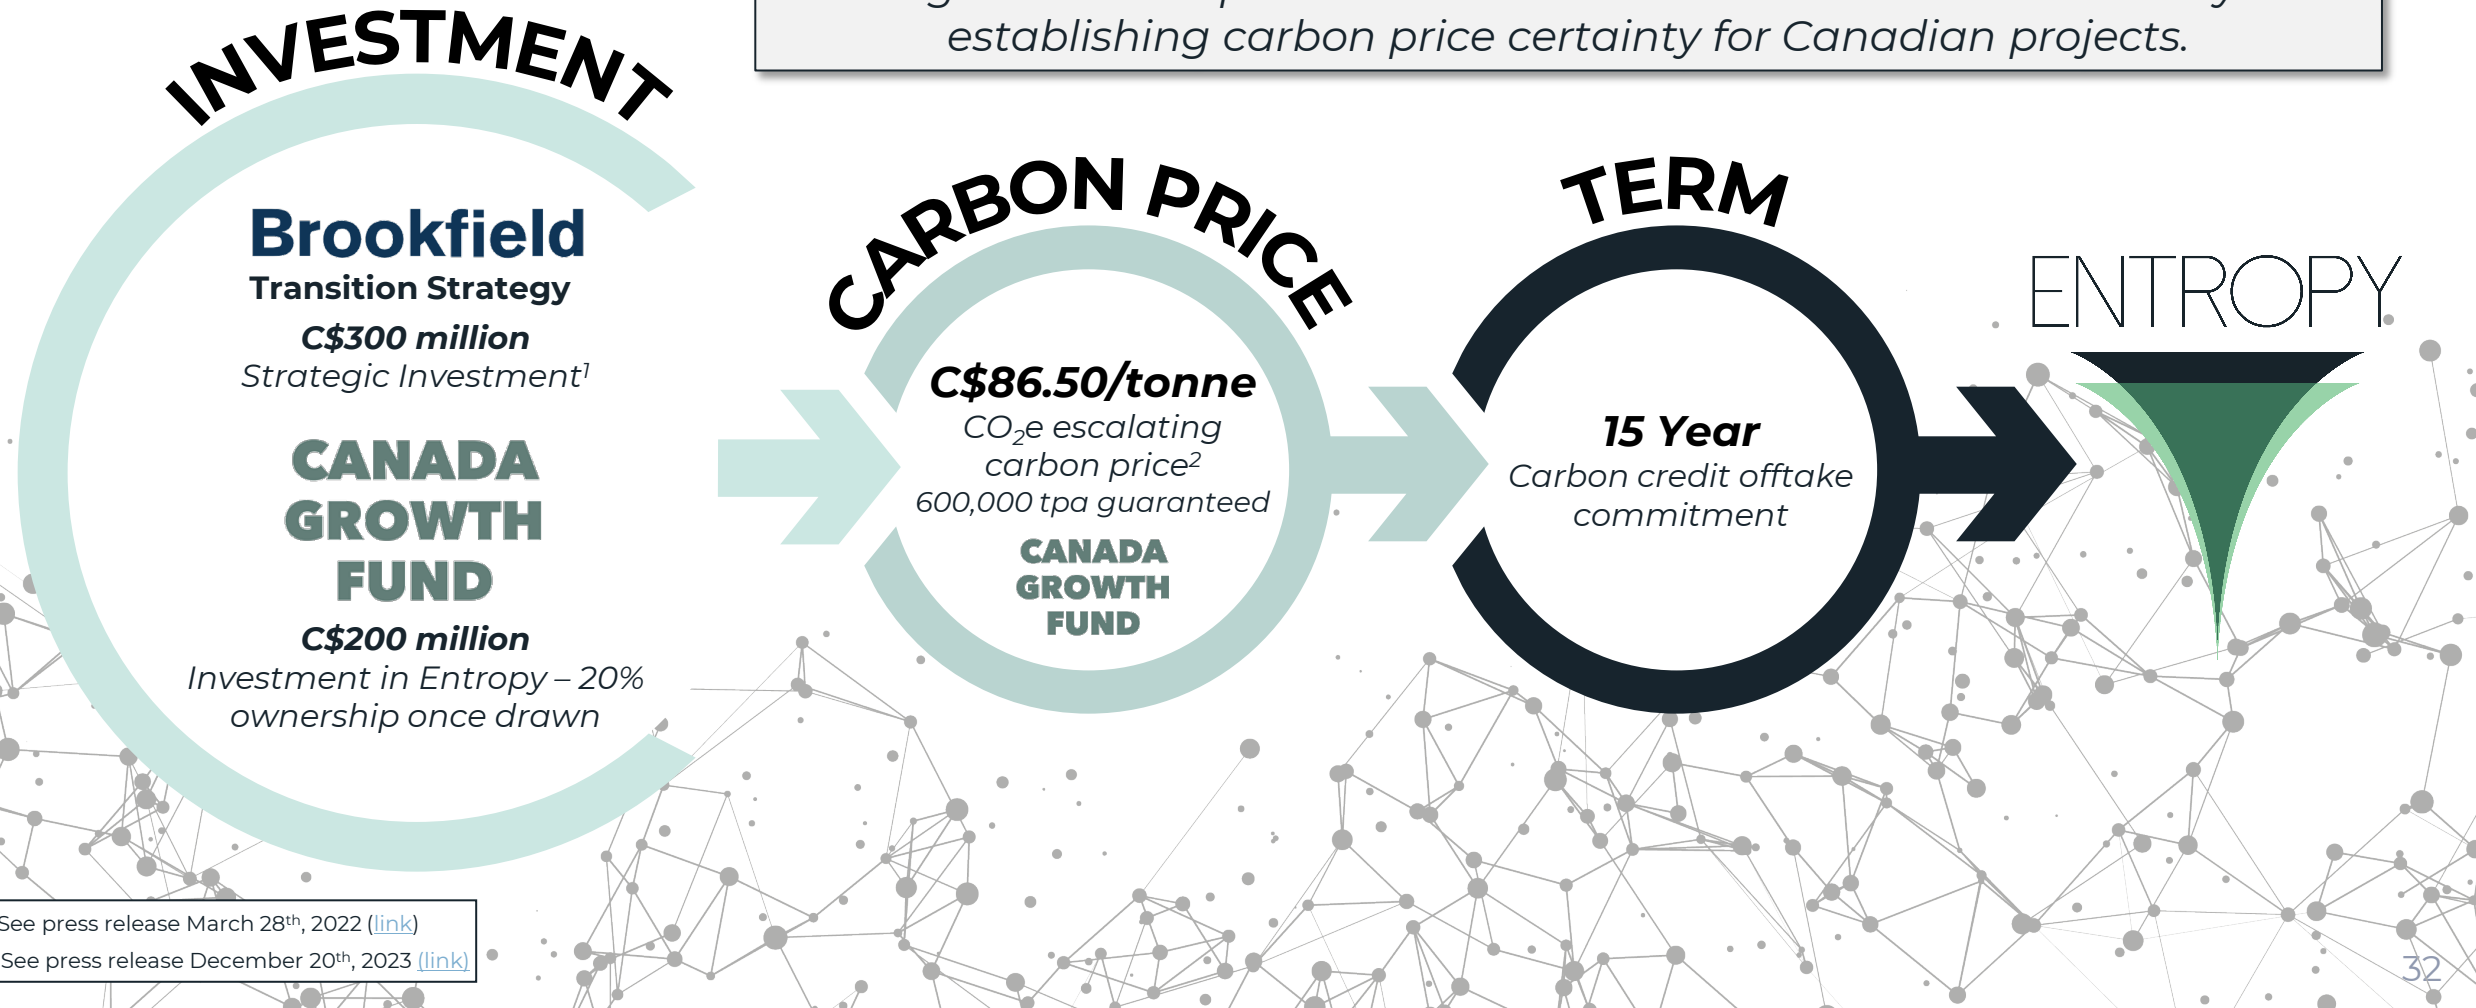 establishing carbon price certainty for Canadian projects.
INVESTMENT
Brookfield
Transition Strategy
C$300 million
Strategic Investment¹
CANADA
GROWTH
FUND
C$200 million
Investment in Entropy – 20%
ownership once drawn
CARBON PRICE
C$86.50/tonne
CO₂e escalating
carbon price²
600,000 tpa guaranteed
CANADA
GROWTH
FUND
TERM
15 Year
Carbon credit offtake
commitment
ENTROPY
See press release March 28ᵗʰ, 2022 (link)
See press release December 20ᵗʰ, 2023 (link)
32